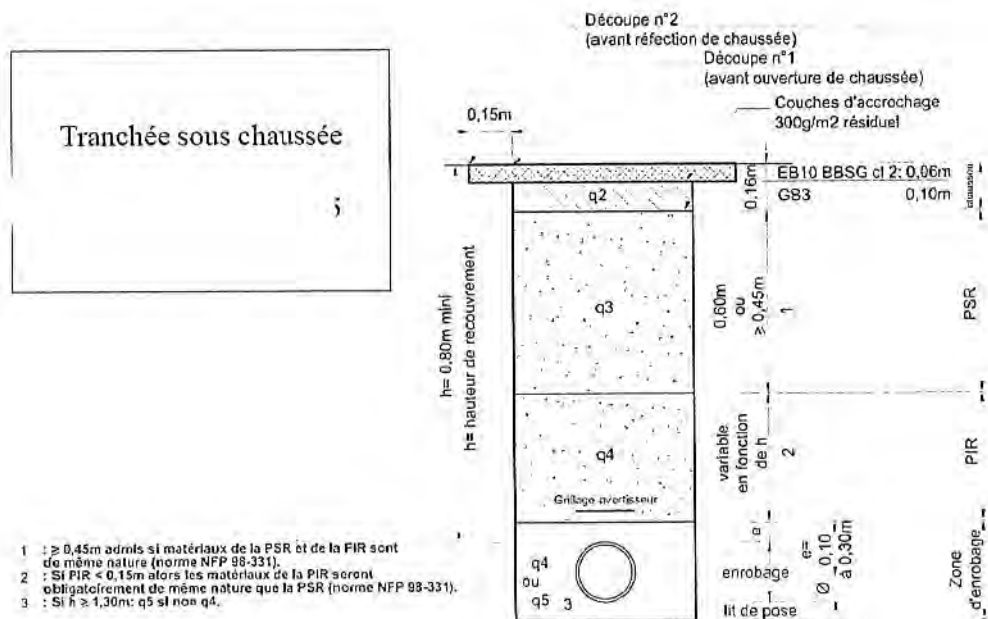 Tranchée sous chaussée
5
Découpe n°2
(avant réfection de chaussée)
Découpe n°1
(avant ouverture de chaussée)
Couches d'accrochage
300g/m2 résiduel
0,15m
0,16m
EB10 BBSG cl 2: 0,06m
GB3 0,10m
chaussée
q2
q3
h= 0,80m mini
h= hauteur de recouvrement
0,60m
ou
≥ 0,45m
1
PSR
q4
Grillage avertisseur
variable
en fonction
de h
2
PIR
q4
ou
q5 3
e
enrobage
lit de pose
Ø
e=
0,10
à 0,30m
Zone
d'enrobage
1 : ≥ 0,45m admis si matériaux de la PSR et de la PIR sont
de même nature (norme NFP 98-331).
2 : Si PIR < 0,15m alors les matériaux de la PIR seront
obligatoirement de même nature que la PSR (norme NFP 98-331).
3 : Si h ≥ 1,30m: q5 si non q4.